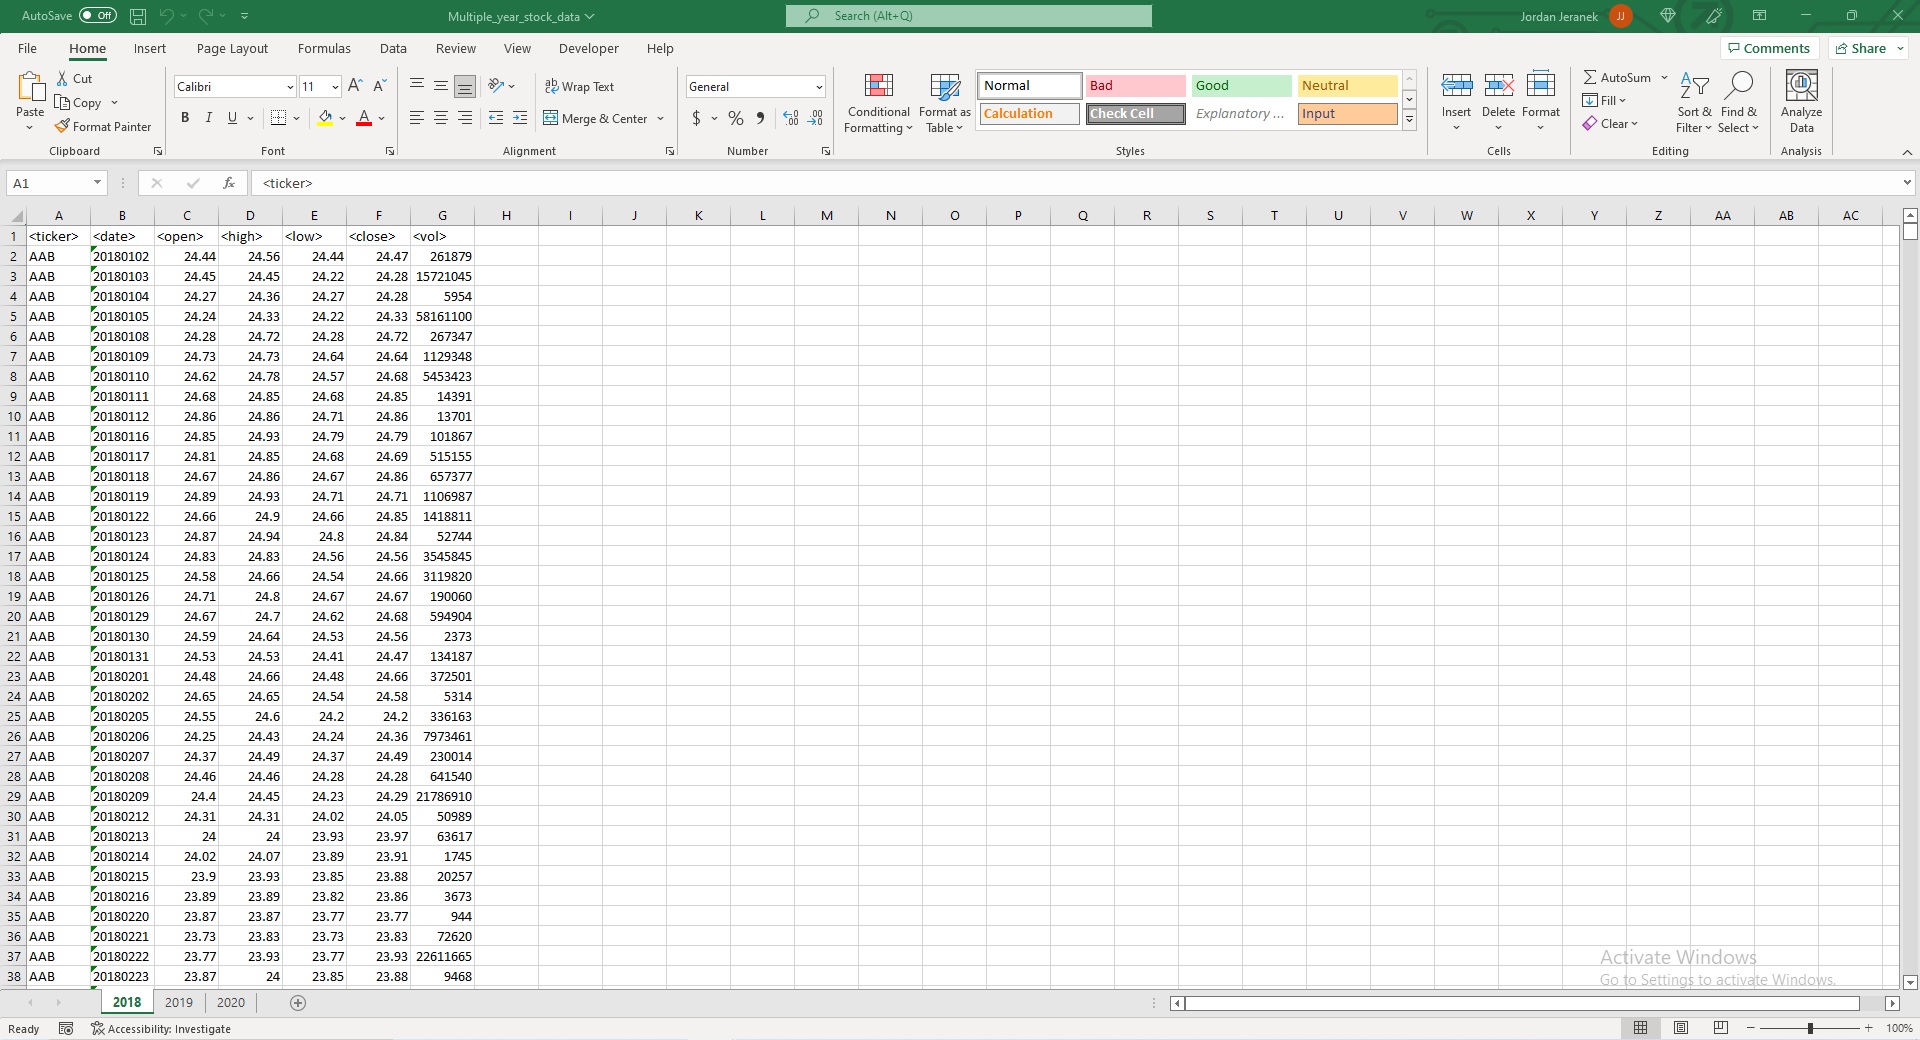 AutoSave Off Multiple_year_stock_data Search (Alt+Q) Jordan Jeranek JJ
File Home Insert Page Layout Formulas Data Review View Developer Help Comments Share
Paste Cut Copy Format Painter Clipboard
Calibri 11 A A B I U A Font
ab Wrap Text Merge & Center Alignment
General $ % 9 Number
Conditional Formatting Format as Table Normal Bad Good Neutral
Calculation Check Cell Explanatory ... Input
Styles
Insert Delete Format Cells
AutoSum Fill Clear Sort & Filter Find & Select Editing
Analyze Data Analysis
A1 fx <ticker>
A B C D E F G H I J K L M N O P Q R S T U V W X Y Z AA AB AC
1 <ticker> <date> <open> <high> <low> <close> <vol>
2 AAB 20180102 24.44 24.56 24.44 24.47 261879
3 AAB 20180103 24.45 24.45 24.22 24.28 15721045
4 AAB 20180104 24.27 24.36 24.27 24.28 5954
5 AAB 20180105 24.24 24.33 24.22 24.33 58161100
6 AAB 20180108 24.28 24.72 24.28 24.72 267347
7 AAB 20180109 24.73 24.73 24.64 24.64 1129348
8 AAB 20180110 24.62 24.78 24.57 24.68 5453423
9 AAB 20180111 24.68 24.85 24.68 24.85 14391
10 AAB 20180112 24.86 24.86 24.71 24.86 13701
11 AAB 20180116 24.85 24.93 24.79 24.79 101867
12 AAB 20180117 24.81 24.85 24.68 24.69 515155
13 AAB 20180118 24.67 24.86 24.67 24.86 657377
14 AAB 20180119 24.89 24.93 24.71 24.71 1106987
15 AAB 20180122 24.66 24.9 24.66 24.85 1418811
16 AAB 20180123 24.87 24.94 24.8 24.84 52744
17 AAB 20180124 24.83 24.83 24.56 24.56 3545845
18 AAB 20180125 24.58 24.66 24.54 24.66 3119820
19 AAB 20180126 24.71 24.8 24.67 24.67 190060
20 AAB 20180129 24.67 24.7 24.62 24.68 594904
21 AAB 20180130 24.59 24.64 24.53 24.56 2373
22 AAB 20180131 24.53 24.53 24.41 24.47 134187
23 AAB 20180201 24.48 24.66 24.48 24.66 372501
24 AAB 20180202 24.65 24.65 24.54 24.58 5314
25 AAB 20180205 24.55 24.6 24.2 24.2 336163
26 AAB 20180206 24.25 24.43 24.24 24.36 7973461
27 AAB 20180207 24.37 24.49 24.37 24.49 230014
28 AAB 20180208 24.46 24.46 24.28 24.28 641540
29 AAB 20180209 24.4 24.45 24.23 24.29 21786910
30 AAB 20180212 24.31 24.31 24.02 24.05 50989
31 AAB 20180213 24 24 23.93 23.97 63617
32 AAB 20180214 24.02 24.07 23.89 23.91 1745
33 AAB 20180215 23.9 23.93 23.85 23.88 20257
34 AAB 20180216 23.89 23.89 23.82 23.86 3673
35 AAB 20180220 23.87 23.87 23.77 23.77 944
36 AAB 20180221 23.73 23.83 23.73 23.83 72620
37 AAB 20180222 23.77 23.93 23.77 23.93 22611665
38 AAB 20180223 23.87 24 23.85 23.88 9468
Activate Windows
Go to Settings to activate Windows.
2018 2019 2020
Ready Accessibility: Investigate 100%